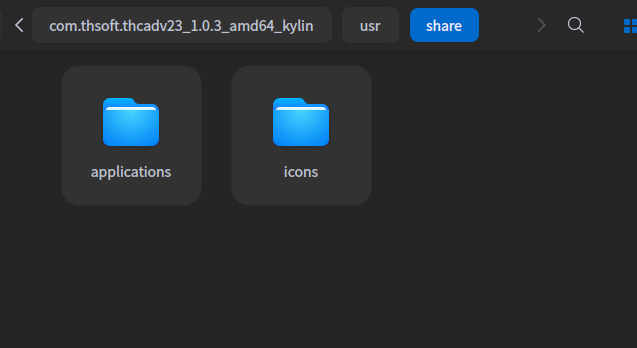 com.thsoft.thcadv23_1.0.3_amd64_kylin usr share
applications icons